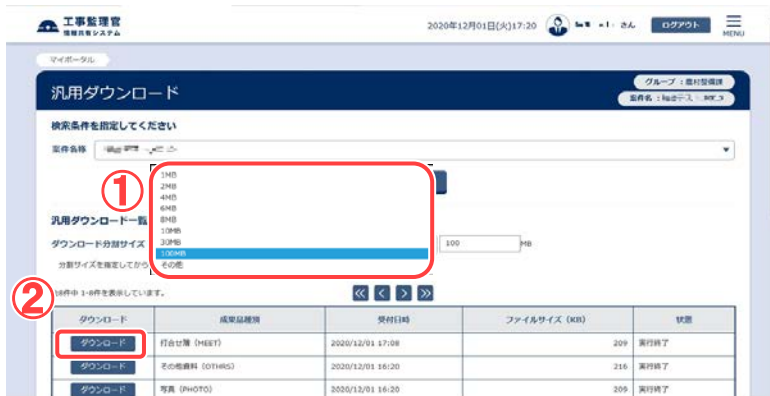 工事監理官
情報共有システム
2020年12月01日(火)17:20
さん
ログアウト
MENU
マイポータル
汎用ダウンロード
グループ：農村整備課
案件名：
検索条件を指定してください
案件名称
①
1MB
2MB
4MB
6MB
8MB
10MB
30MB
100MB
その他
汎用ダウンロード一覧
ダウンロード分割サイズ
100
MB
分割サイズを指定してから
②
16件中 1-8件を表示しています。
ダウンロード
成果品種別
受付日時
ファイルサイズ (KB)
状態
ダウンロード 打合せ簿 (MEET) 2020/12/01 17:08 209 実行終了
ダウンロード その他資料 (OTHRS) 2020/12/01 16:20 216 実行終了
ダウンロード 写真 (PHOTO) 2020/12/01 16:20 205 実行終了